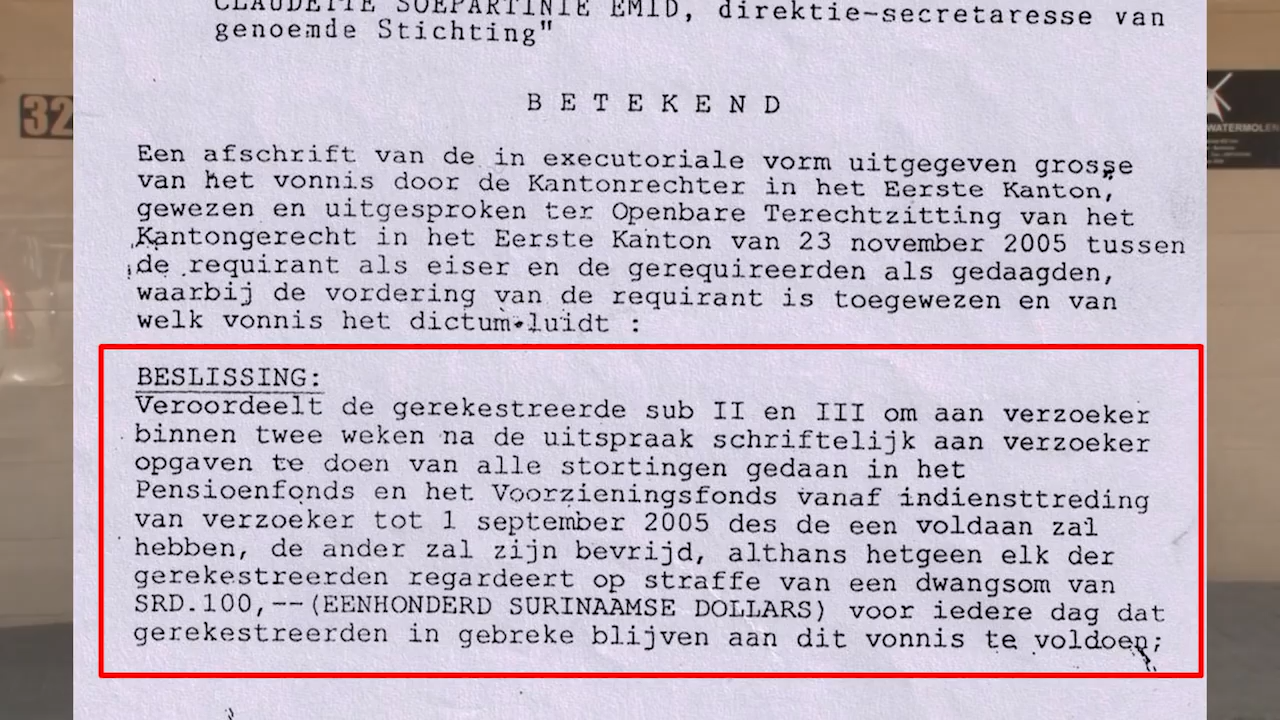 CLAUDETTE SOEPARTINIE EMID, direktie-secretaresse van
genoemde Stichting"
B E T E K E N D
Een afschrift van de in executoriale vorm uitgegeven grosse
van het vonnis door de Kantonrechter in het Eerste Kanton,
gewezen en uitgesproken ter Openbare Terechtzitting van het
Kantongerecht in het Eerste Kanton van 23 november 2005 tussen
de requirant als eiser en de gerequireerden als gedaagden,
waarbij de vordering van de requirant is toegewezen en van
welk vonnis het dictum luidt :
BESLISSING:
Veroordeelt de gerekestreerde sub II en III om aan verzoeker
binnen twee weken na de uitspraak schriftelijk aan verzoeker
opgaven te doen van alle stortingen gedaan in het
Pensioenfonds en het Voorzieningsfonds vanaf indiensttreding
van verzoeker tot 1 september 2005 des de een voldaan zal
hebben, de ander zal zijn bevrijd, althans hetgeen elk der
gerekestreerden regardeert op straffe van een dwangsom van
SRD.100,--(EENHONDERD SURINAAMSE DOLLARS) voor iedere dag dat
gerekestreerden in gebreke blijven aan dit vonnis te voldoen;
32
WATERMOLEN